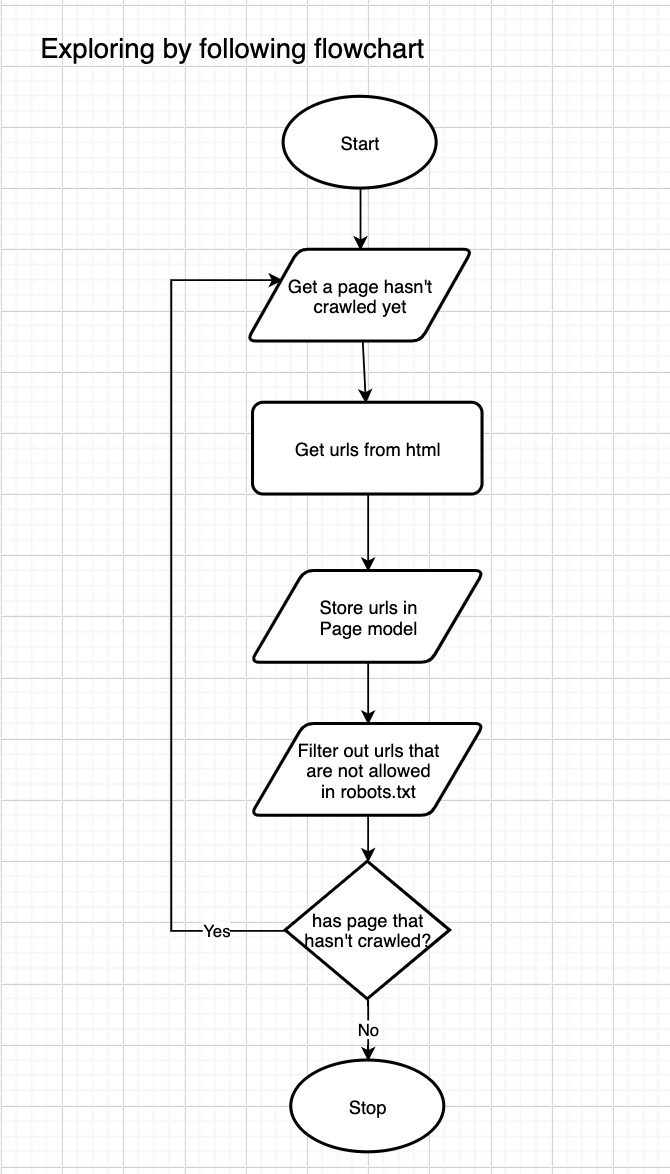 Exploring by following flowchart
Start
Get a page hasn't
crawled yet
Get urls from html
Store urls in
Page model
Filter out urls that
are not allowed
in robots.txt
has page that
hasn't crawled?
Yes
No
Stop